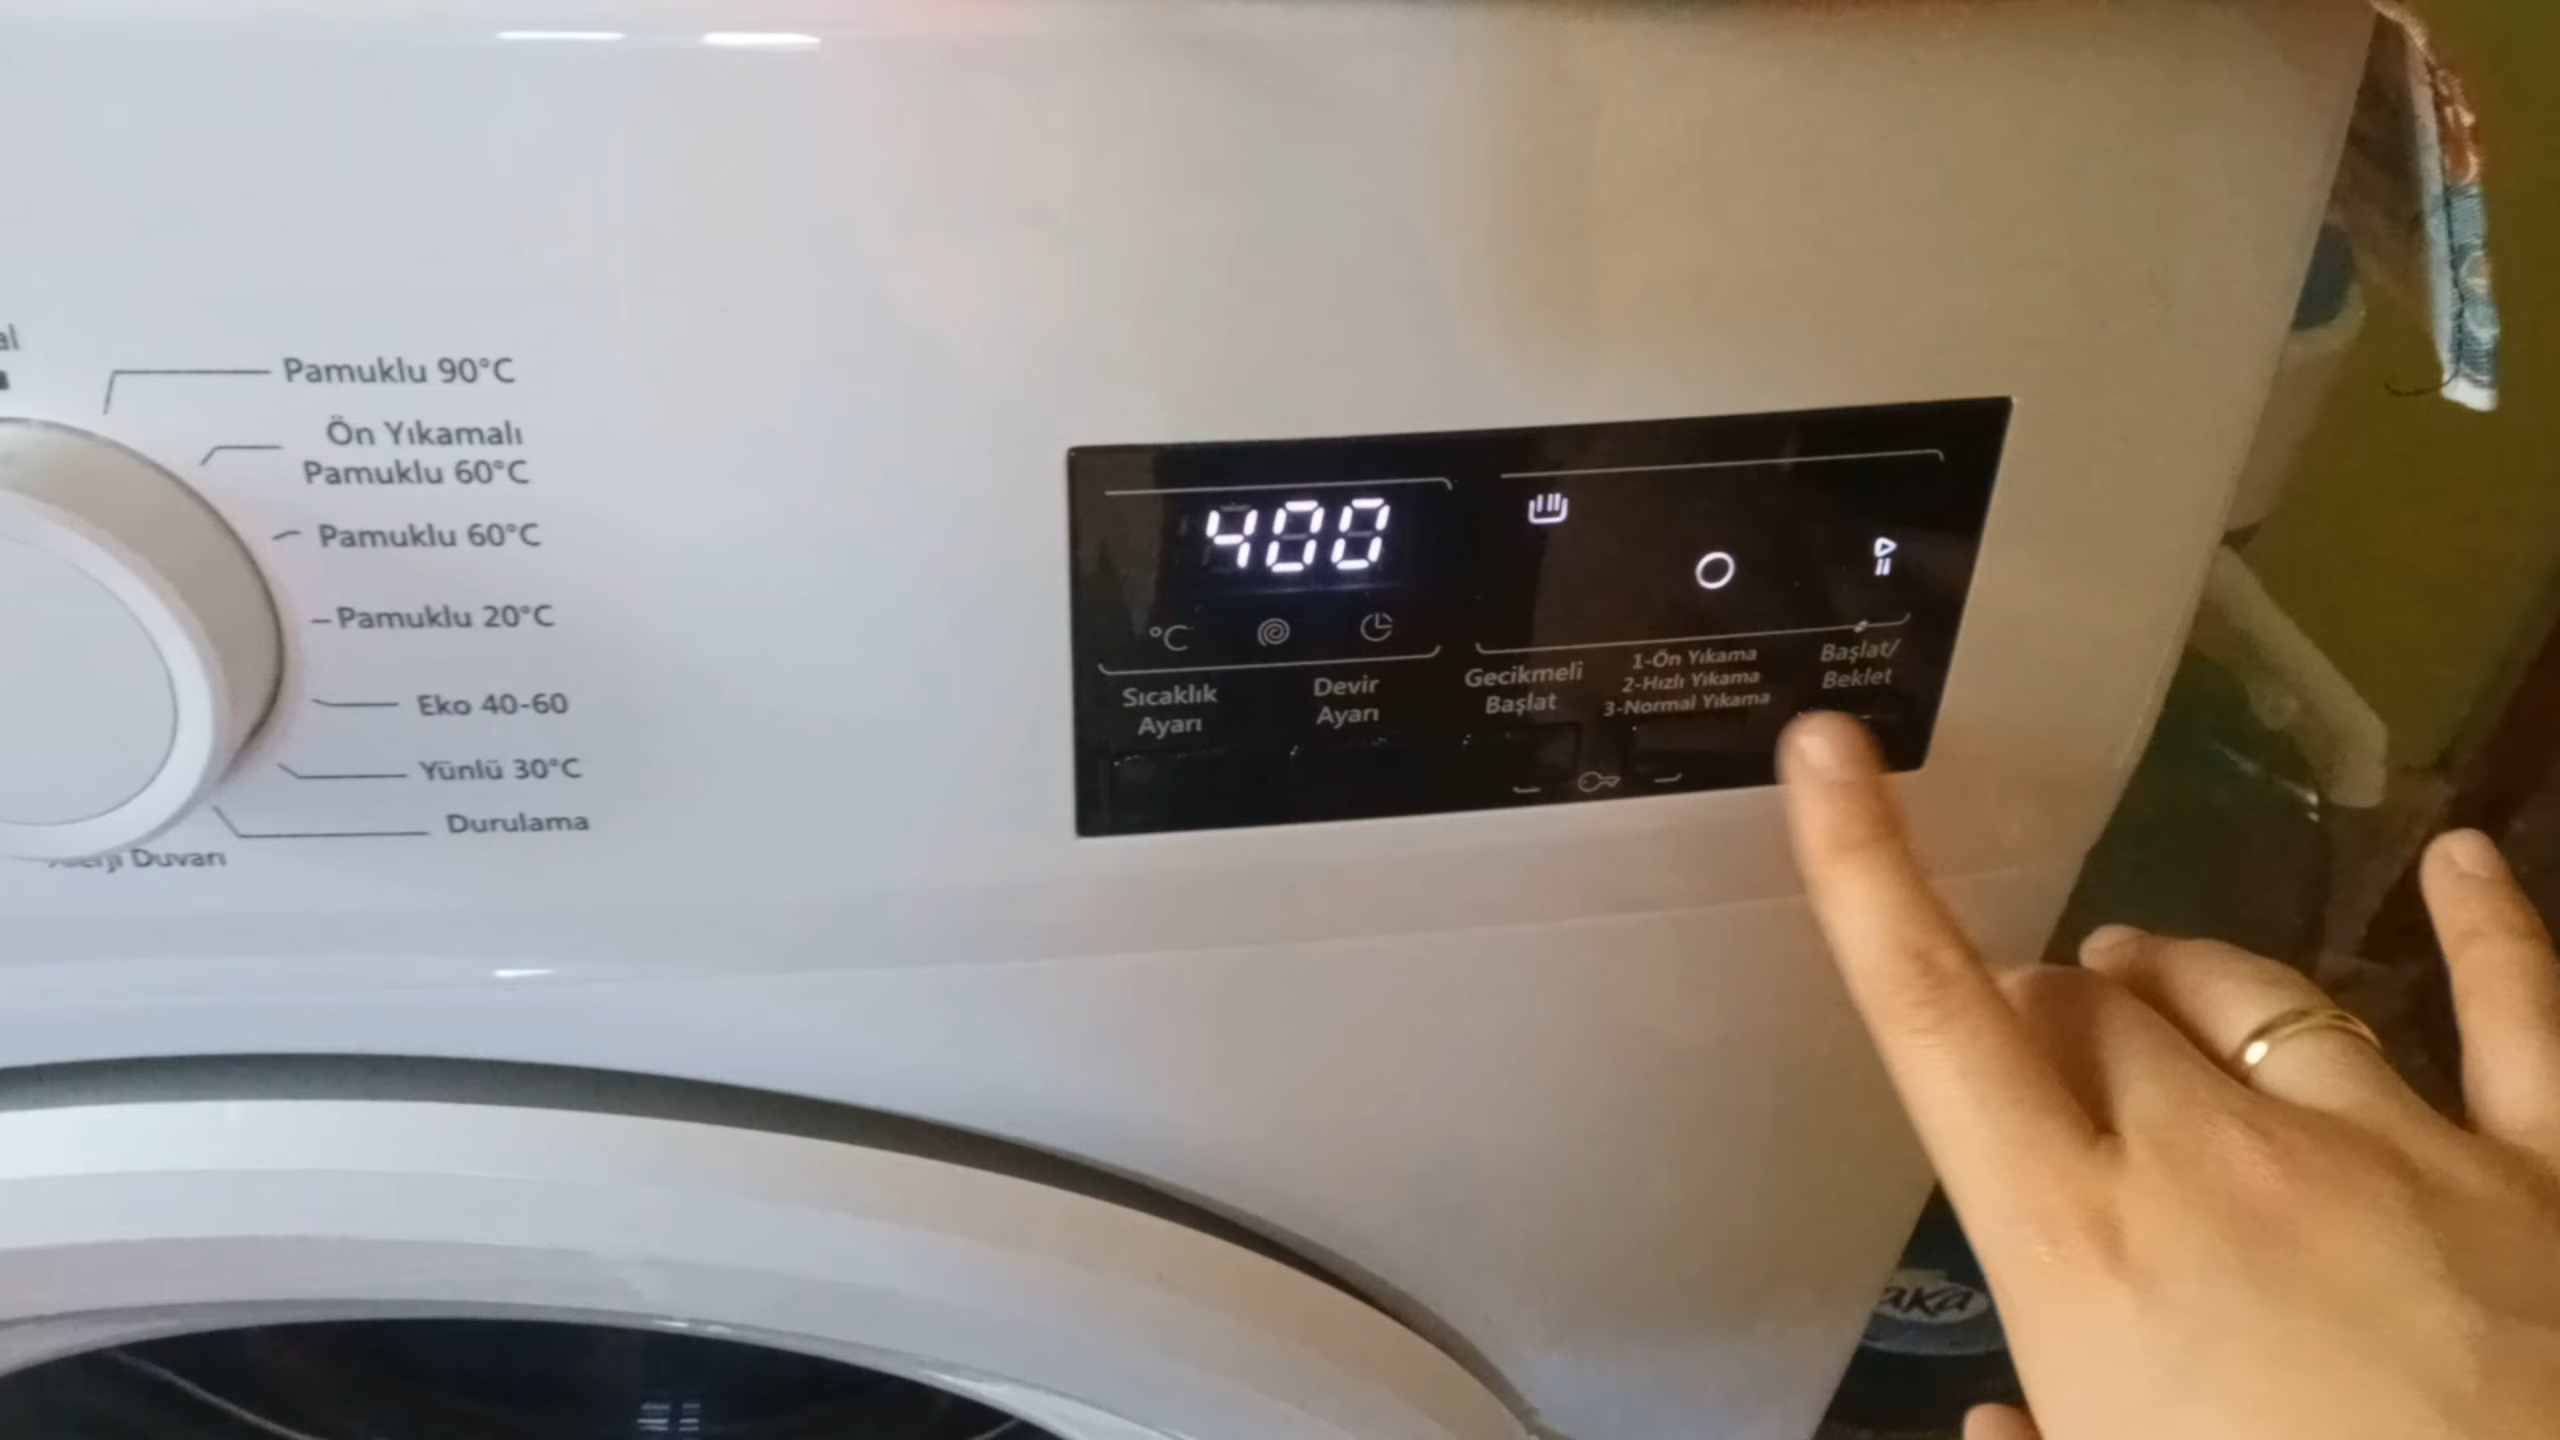 Pamuklu 90°C
Ön Yıkamalı
Pamuklu 60°C
Pamuklu 60°C
Pamuklu 20°C
Eko 40-60
Yünlü 30°C
Durulama
Duvarı
400
°C
Sıcaklık
Ayarı
Devir
Ayarı
Gecikmeli
Başlat
1-Ön Yıkama
2-Hızlı Yıkama
3-Normal Yıkama
Başlat/
Beklet